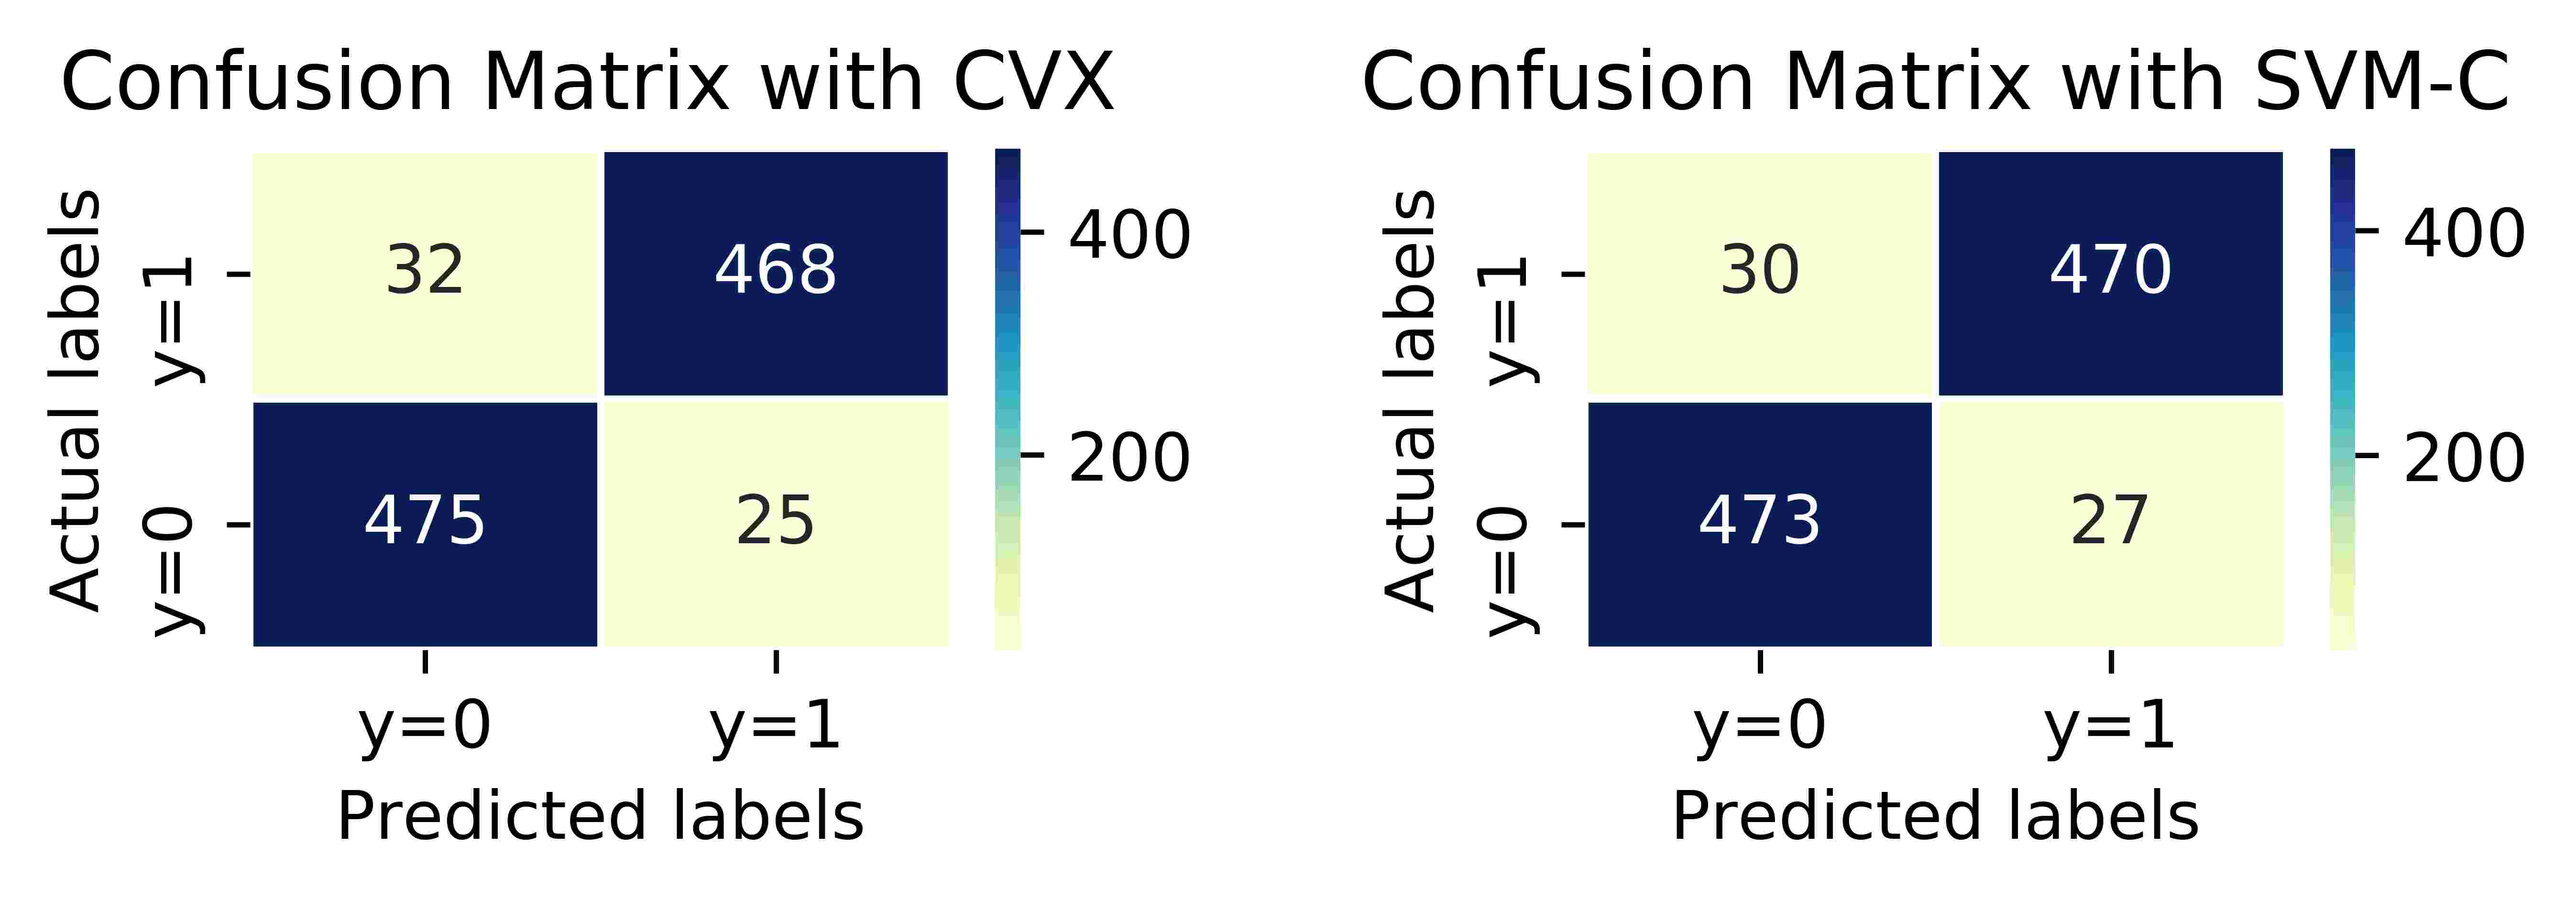 Confusion Matrix with CVX
Actual labels
y=1
y=0
32
468
475
25
400
200
y=0
y=1
Predicted labels
Confusion Matrix with SVM-C
Actual labels
y=1
y=0
30
470
473
27
400
200
y=0
y=1
Predicted labels